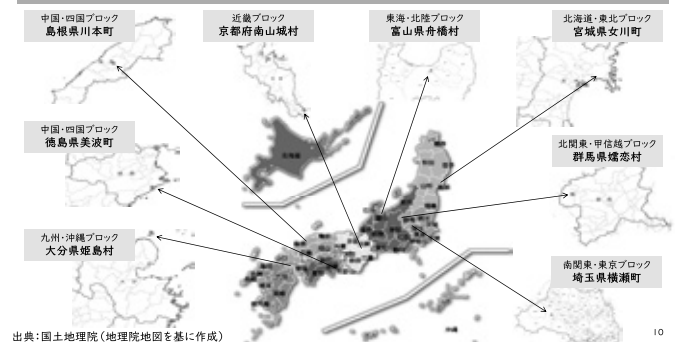 中国・四国ブロック
島根県川本町
近畿ブロック
京都府南山城村
東海・北陸ブロック
富山県舟橋村
北海道・東北ブロック
宮城県女川町
中国・四国ブロック
徳島県美波町
北関東・甲信越ブロック
群馬県嬬恋村
九州・沖縄ブロック
大分県姫島村
南関東・東京ブロック
埼玉県横瀬町
出典：国土地理院（地理院地図を基に作成）
10